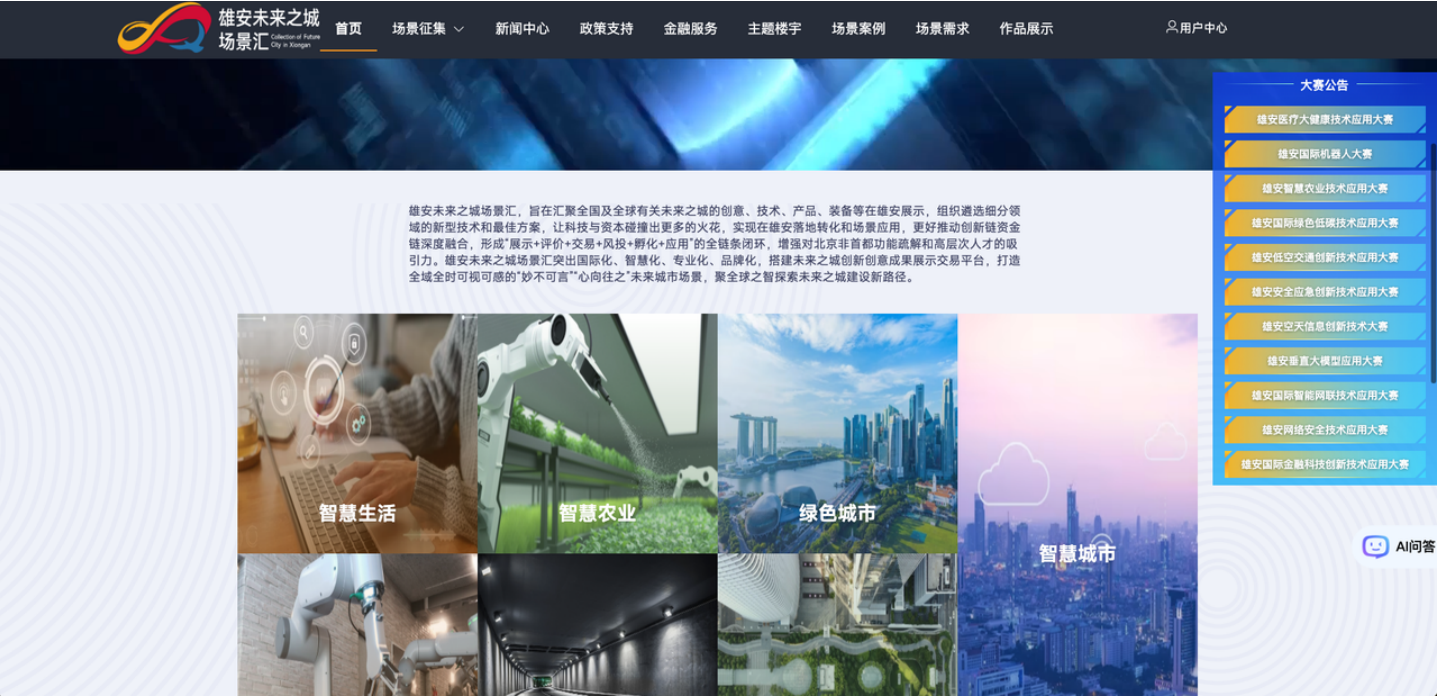 雄安未来之城
场景汇
Collection of Future
City in Xiongan
首页
场景征集
新闻中心
政策支持
金融服务
主题楼宇
场景案例
场景需求
作品展示
用户中心
大赛公告
雄安医疗大健康技术应用大赛
雄安国际机器人大赛
雄安智慧农业技术应用大赛
雄安国际绿色低碳技术应用大赛
雄安低空交通创新技术应用大赛
雄安安全应急创新技术应用大赛
雄安空天信息创新技术大赛
雄安垂直大模型应用大赛
雄安国际智能网联技术应用大赛
雄安网络安全技术应用大赛
雄安国际金融科技创新技术应用大赛
雄安未来之城场景汇，旨在汇聚全国及全球有关未来之城的创意、技术、产品、装备等在雄安展示，组织遴选细分领
域的新型技术和最佳方案，让科技与资本碰撞出更多的火花，实现在雄安落地转化和场景应用，更好推动创新链资金
链深度融合，形成“展示+评价+交易+风投+孵化+应用”的全链条闭环，增强对北京非首都功能疏解和高层次人才的吸
引力。雄安未来之城场景汇突出国际化、智慧化、专业化、品牌化，搭建未来之城创新创意成果展示交易平台，打造
全域全时可视可感的“妙不可言”“心向往之”未来城市场景，聚全球之智探索未来之城建设新路径。
智慧生活
智慧农业
绿色城市
智慧城市
AI问答